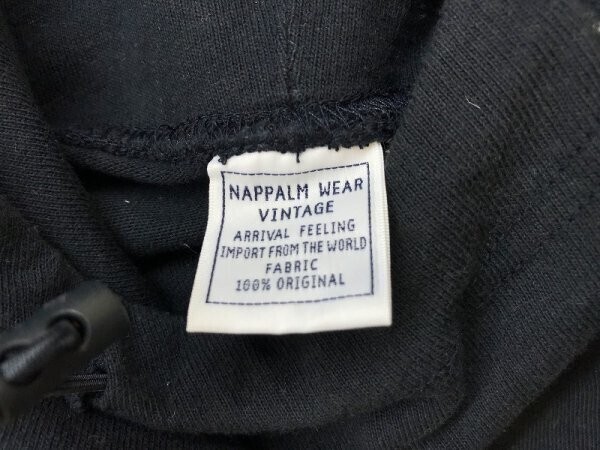 NAPPALM WEAR
VINTAGE
ARRIVAL FEELING
IMPORT FROM THE WORLD
FABRIC
100% ORIGINAL